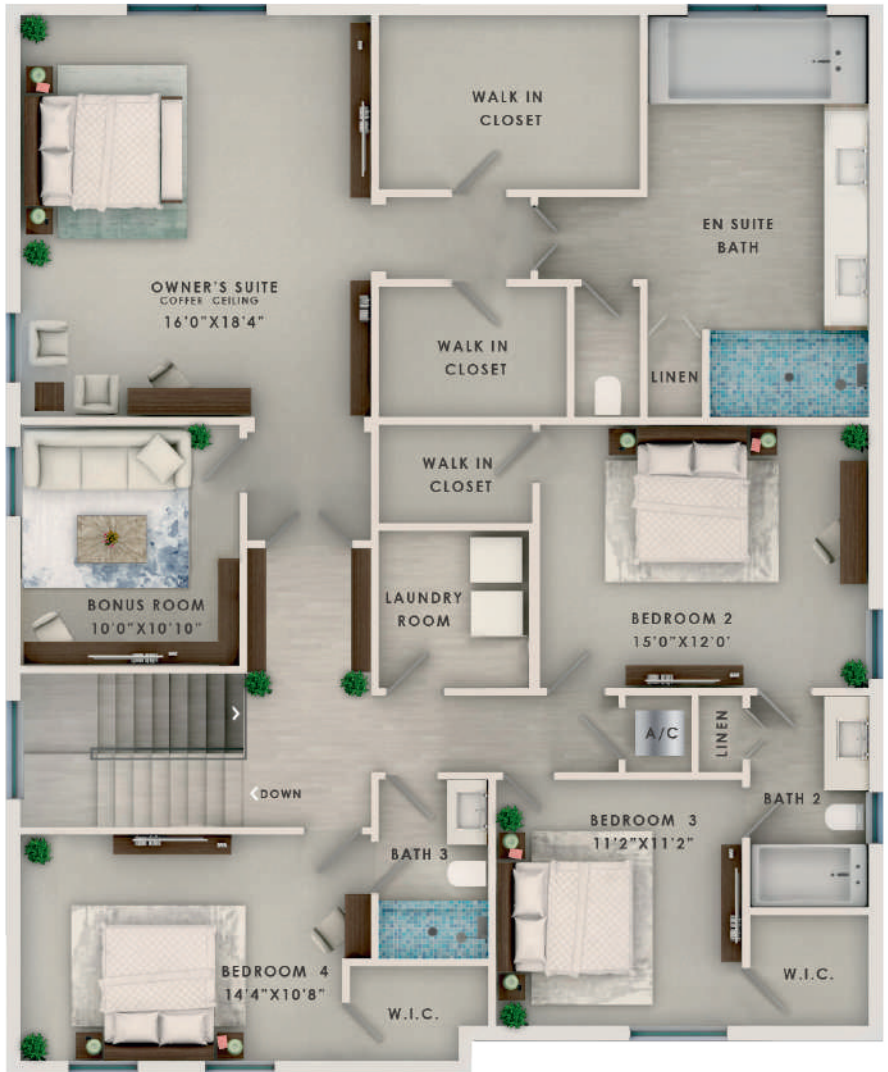 WALK IN
CLOSET
EN SUITE
BATH
OWNER'S SUITE
COFFER CEILING
16'0"X18'4"
WALK IN
CLOSET
LINEN
WALK IN
CLOSET
LAUNDRY
ROOM
BONUS ROOM
10'0"X10'10"
BEDROOM 2
15'0"X12'0'
A/C
LINEN
DOWN
BEDROOM 3
11'2"X11'2"
BATH 2
BATH 3
BEDROOM 4
14'4"X10'8"
W.I.C.
W.I.C.